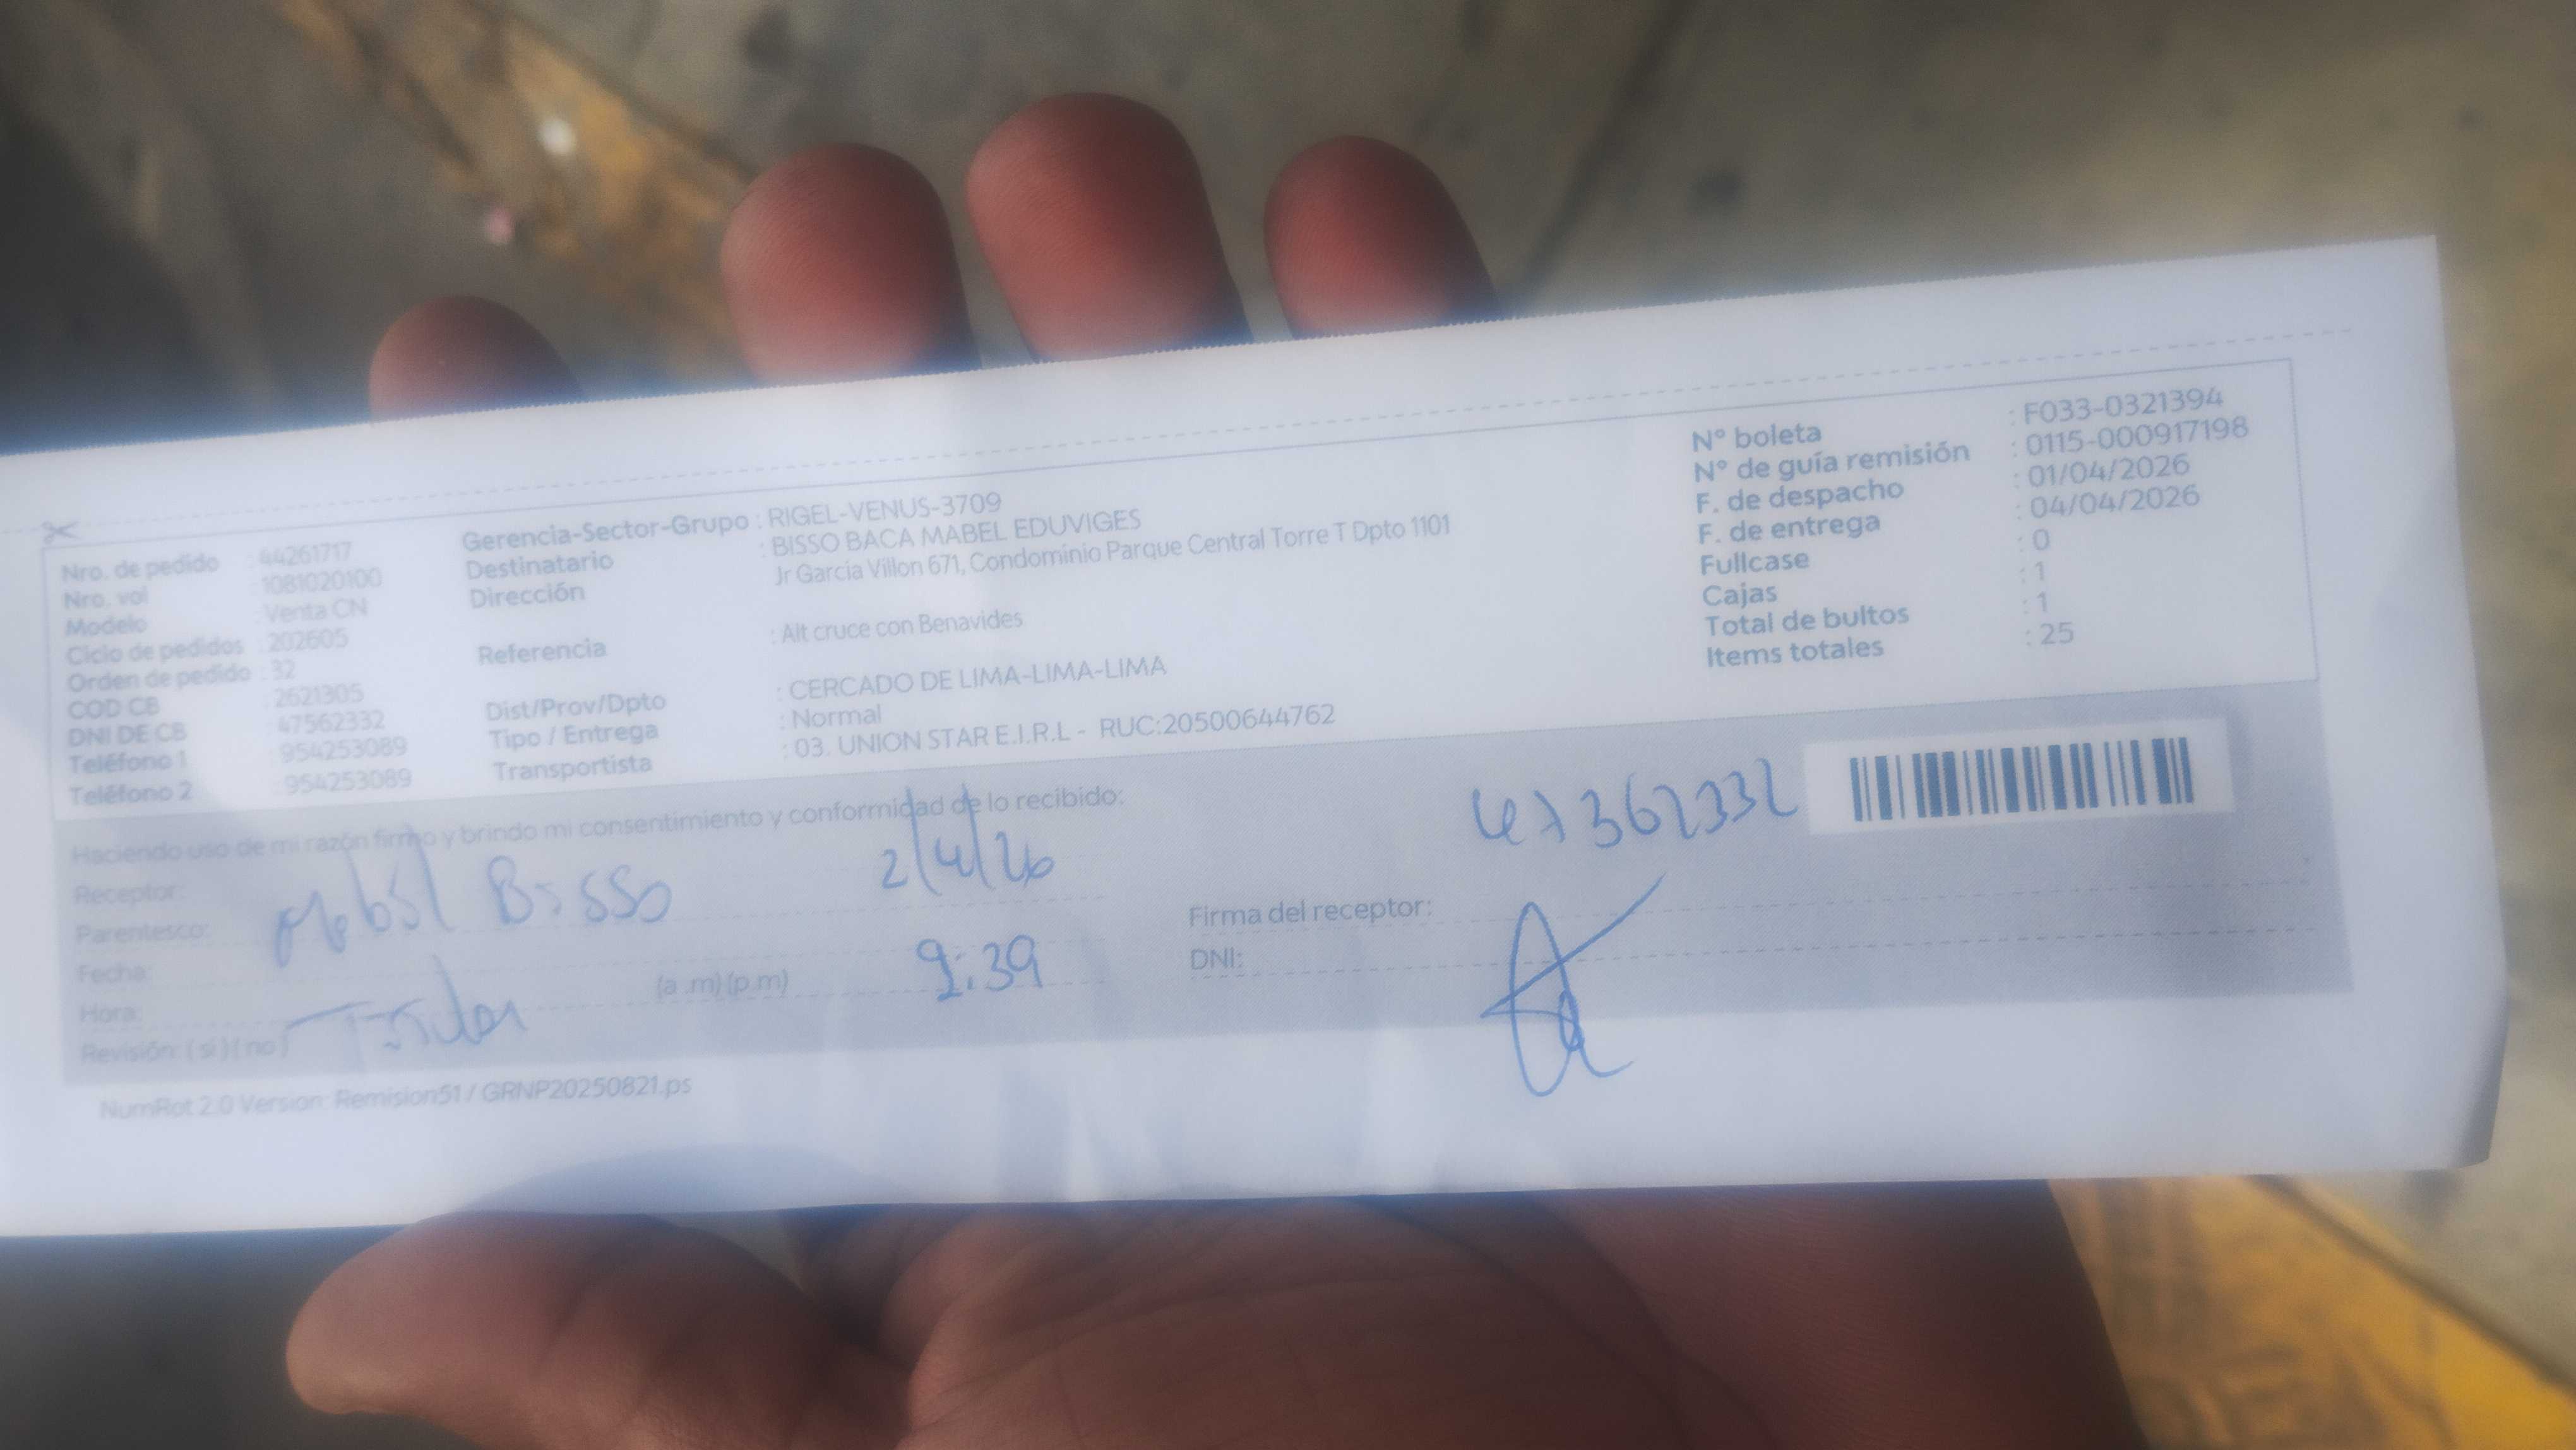 Nro. de pedido : 44261717
Nro. vol : 1081020100
Modelo : Venta CN
Ciclo de pedidos : 202605
Orden de pedido : 32
COD CB : 2621305
DNI DE CB : 47562332
Teléfono 1 : 954253089
Teléfono 2 : 954253089
Gerencia-Sector-Grupo : RIGEL-VENUS-3709
Destinatario : BISSO BACA MABEL EDUVIGES
Dirección Jr Garcia Villon 671, Condominio Parque Central Torre T Dpto 1101
Referencia : Alt cruce con Benavides
Dist/Prov/Dpto : CERCADO DE LIMA-LIMA-LIMA
Tipo / Entrega : Normal
Transportista : 03. UNION STAR E.I.R.L - RUC:20500644762
N° boleta : F033-0321394
N° de guía remisión : 0115-000917198
F. de despacho : 01/04/2026
F. de entrega : 04/04/2026
Fullcase : 0
Cajas : 1
Total de bultos : 1
Items totales : 25
Haciendo uso de mi razón firmo y brindo mi consentimiento y conformidad de lo recibido:
Receptor:
Parentesco: Bisso 2/4/26
Fecha:
Hora: (a.m)(p.m) 9:39
Revisión: (si)(no)
47362332
Firma del receptor:
DNI:
NumRot 2.0 Version: Remision51 / GRNP20250821.ps